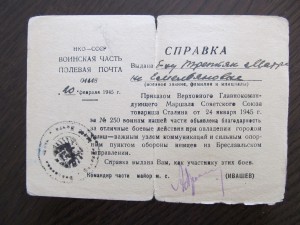 НКО—СССР
ВОИНСКАЯ ЧАСТЬ
ПОЛЕВАЯ ПОЧТА
04445
10 февраля 1945 г.
СПРАВКА
Выдана
(воинское звание, фамилия и инициалы)
Приказом Верховного Главнокоман-
дующего Маршала Советского Союза
товарища Сталина от 24 января 1945 г.
за № 250 нашей части объявлена благодарность
за отличные боевые действия при овладении городом
важным узлом коммуникаций и сильным опор-
ным пунктом обороны немцев на Бреславльском
направлении.
Справка выдана Вам, как участнику этих боев.
Командир части майор м. с.
(ИВАШЕВ)